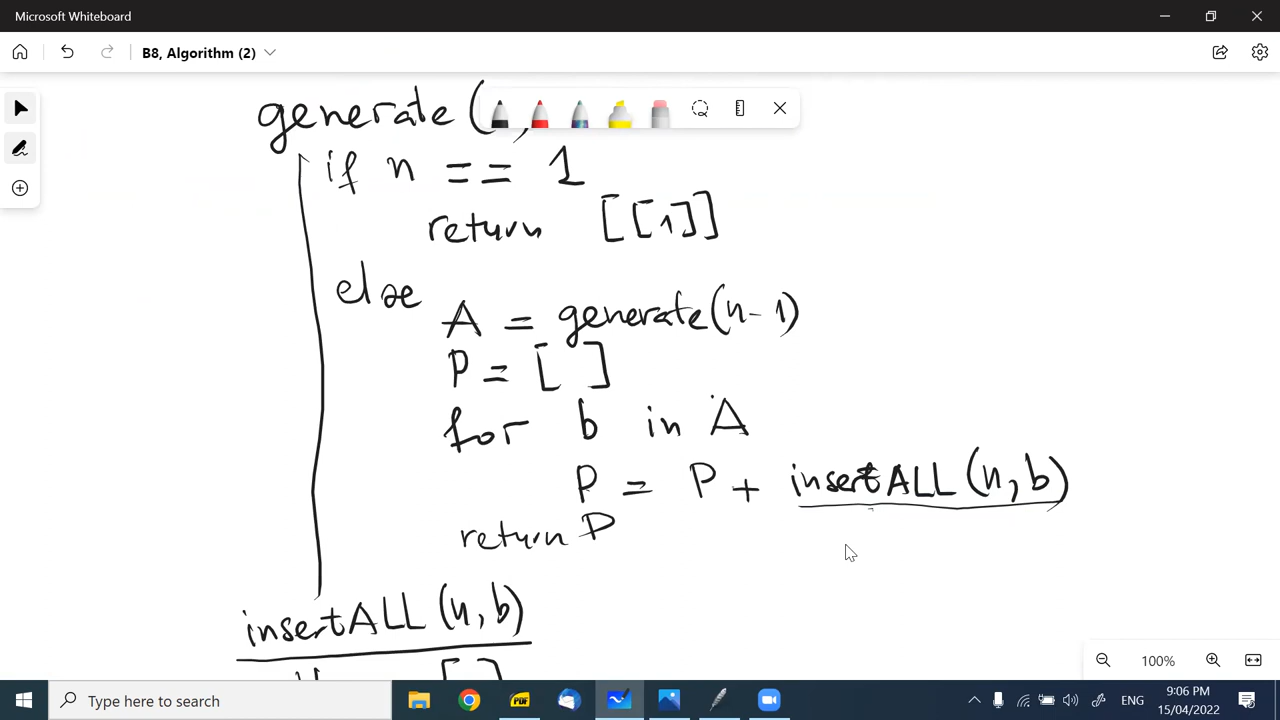 Microsoft Whiteboard
B8, Algorithm (2)
generate (
if n == 1
return [[1]]
else
A = generate(n-1)
P = [ ]
for b in A
P = P + insertALL(n,b)
return P
insertALL(n,b)
[ ]
100%
Type here to search
ENG
9:06 PM
15/04/2022